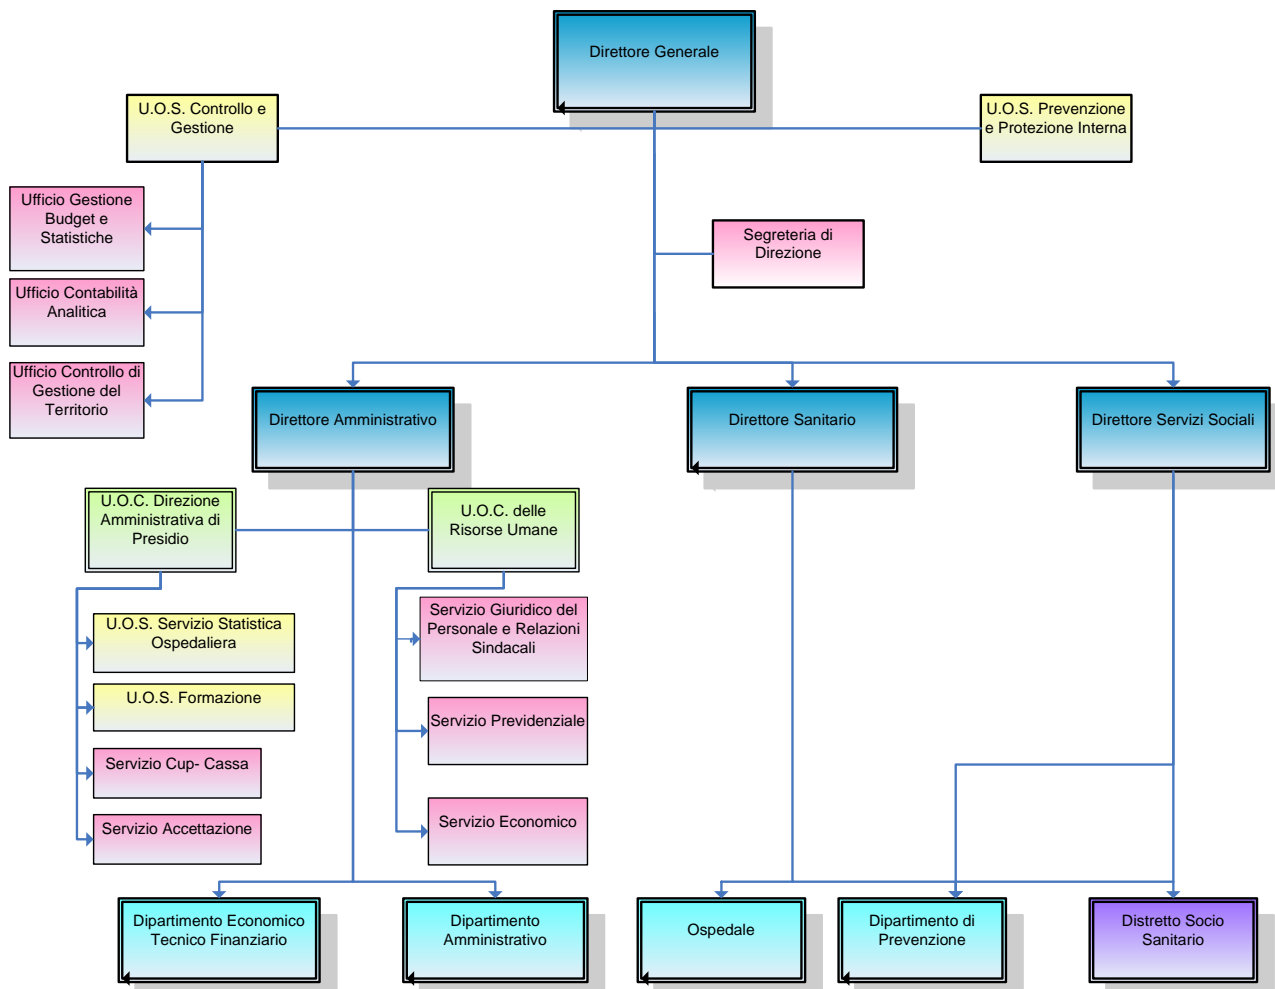 Direttore Generale
U.O.S. Controllo e
Gestione
U.O.S. Prevenzione
e Protezione Interna
Ufficio Gestione
Budget e
Statistiche
Segreteria di
Direzione
Ufficio Contabilità
Analitica
Ufficio Controllo di
Gestione del
Territorio
Direttore Amministrativo
Direttore Sanitario
Direttore Servizi Sociali
U.O.C. Direzione
Amministrativa di
Presidio
U.O.C. delle
Risorse Umane
U.O.S. Servizio Statistica
Ospedaliera
U.O.S. Formazione
Servizio Cup- Cassa
Servizio Accettazione
Servizio Giuridico del
Personale e Relazioni
Sindacali
Servizio Previdenziale
Servizio Economico
Dipartimento Economico
Tecnico Finanziario
Dipartimento
Amministrativo
Ospedale
Dipartimento di
Prevenzione
Distretto Socio
Sanitario